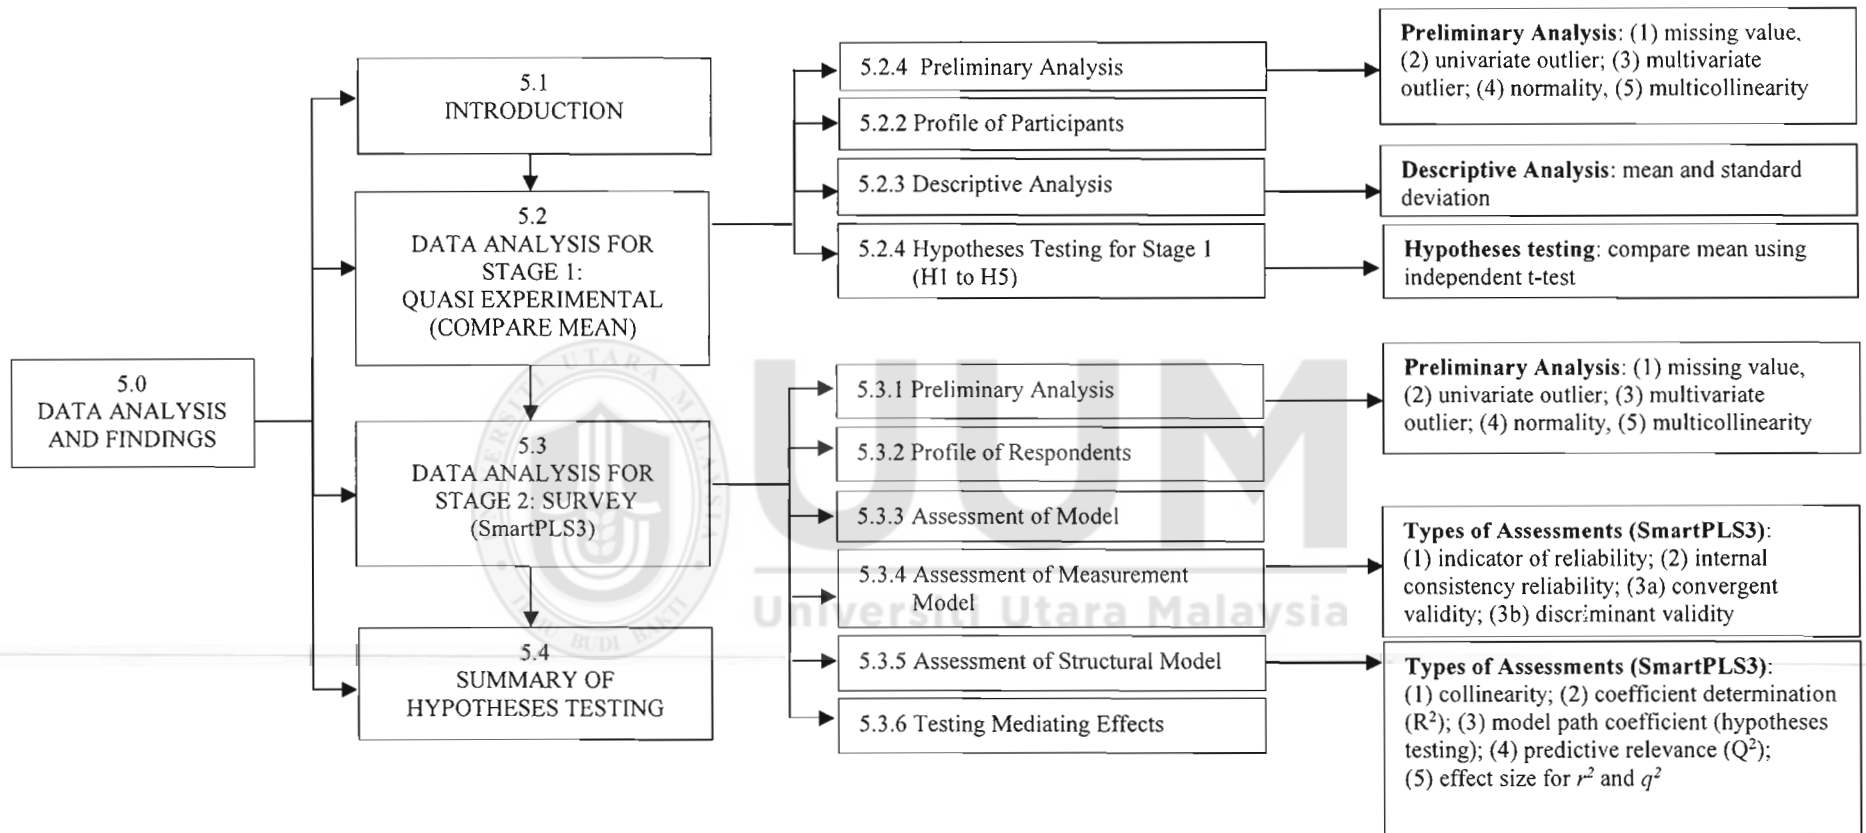 5.0
DATA ANALYSIS
AND FINDINGS
5.1
INTRODUCTION
5.2
DATA ANALYSIS FOR
STAGE 1:
QUASI EXPERIMENTAL
(COMPARE MEAN)
5.3
DATA ANALYSIS FOR
STAGE 2: SURVEY
(SmartPLS3)
5.4
SUMMARY OF
HYPOTHESES TESTING
5.2.4 Preliminary Analysis
5.2.2 Profile of Participants
5.2.3 Descriptive Analysis
5.2.4 Hypotheses Testing for Stage 1
(H1 to H5)
5.3.1 Preliminary Analysis
5.3.2 Profile of Respondents
5.3.3 Assessment of Model
5.3.4 Assessment of Measurement
Model
5.3.5 Assessment of Structural Model
5.3.6 Testing Mediating Effects
Preliminary Analysis: (1) missing value,
(2) univariate outlier; (3) multivariate
outlier; (4) normality, (5) multicollinearity
Descriptive Analysis: mean and standard
deviation
Hypotheses testing: compare mean using
independent t-test
Preliminary Analysis: (1) missing value,
(2) univariate outlier; (3) multivariate
outlier; (4) normality, (5) multicollinearity
Types of Assessments (SmartPLS3):
(1) indicator of reliability; (2) internal
consistency reliability; (3a) convergent
validity; (3b) discriminant validity
Types of Assessments (SmartPLS3):
(1) collinearity; (2) coefficient determination
(R²); (3) model path coefficient (hypotheses
testing); (4) predictive relevance (Q²);
(5) effect size for r² and q²
UUM
Universiti Utara Malaysia
UNIVERSITI UTARA MALAYSIA
BUDI BAKTI